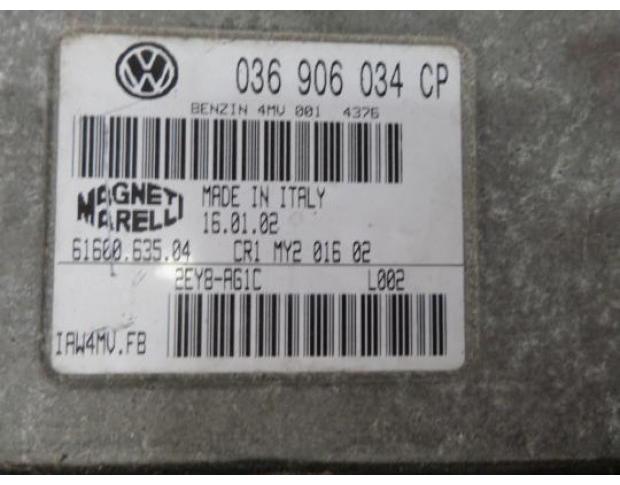 VW 036 906 034 CP
BENZIN 4MV 001 4376
MAGNETI MARELLI
MADE IN ITALY
16.01.02
61600.635.04 CR1 MY2 016 02
2EY8-AG1C L002
IAW4MV.FB